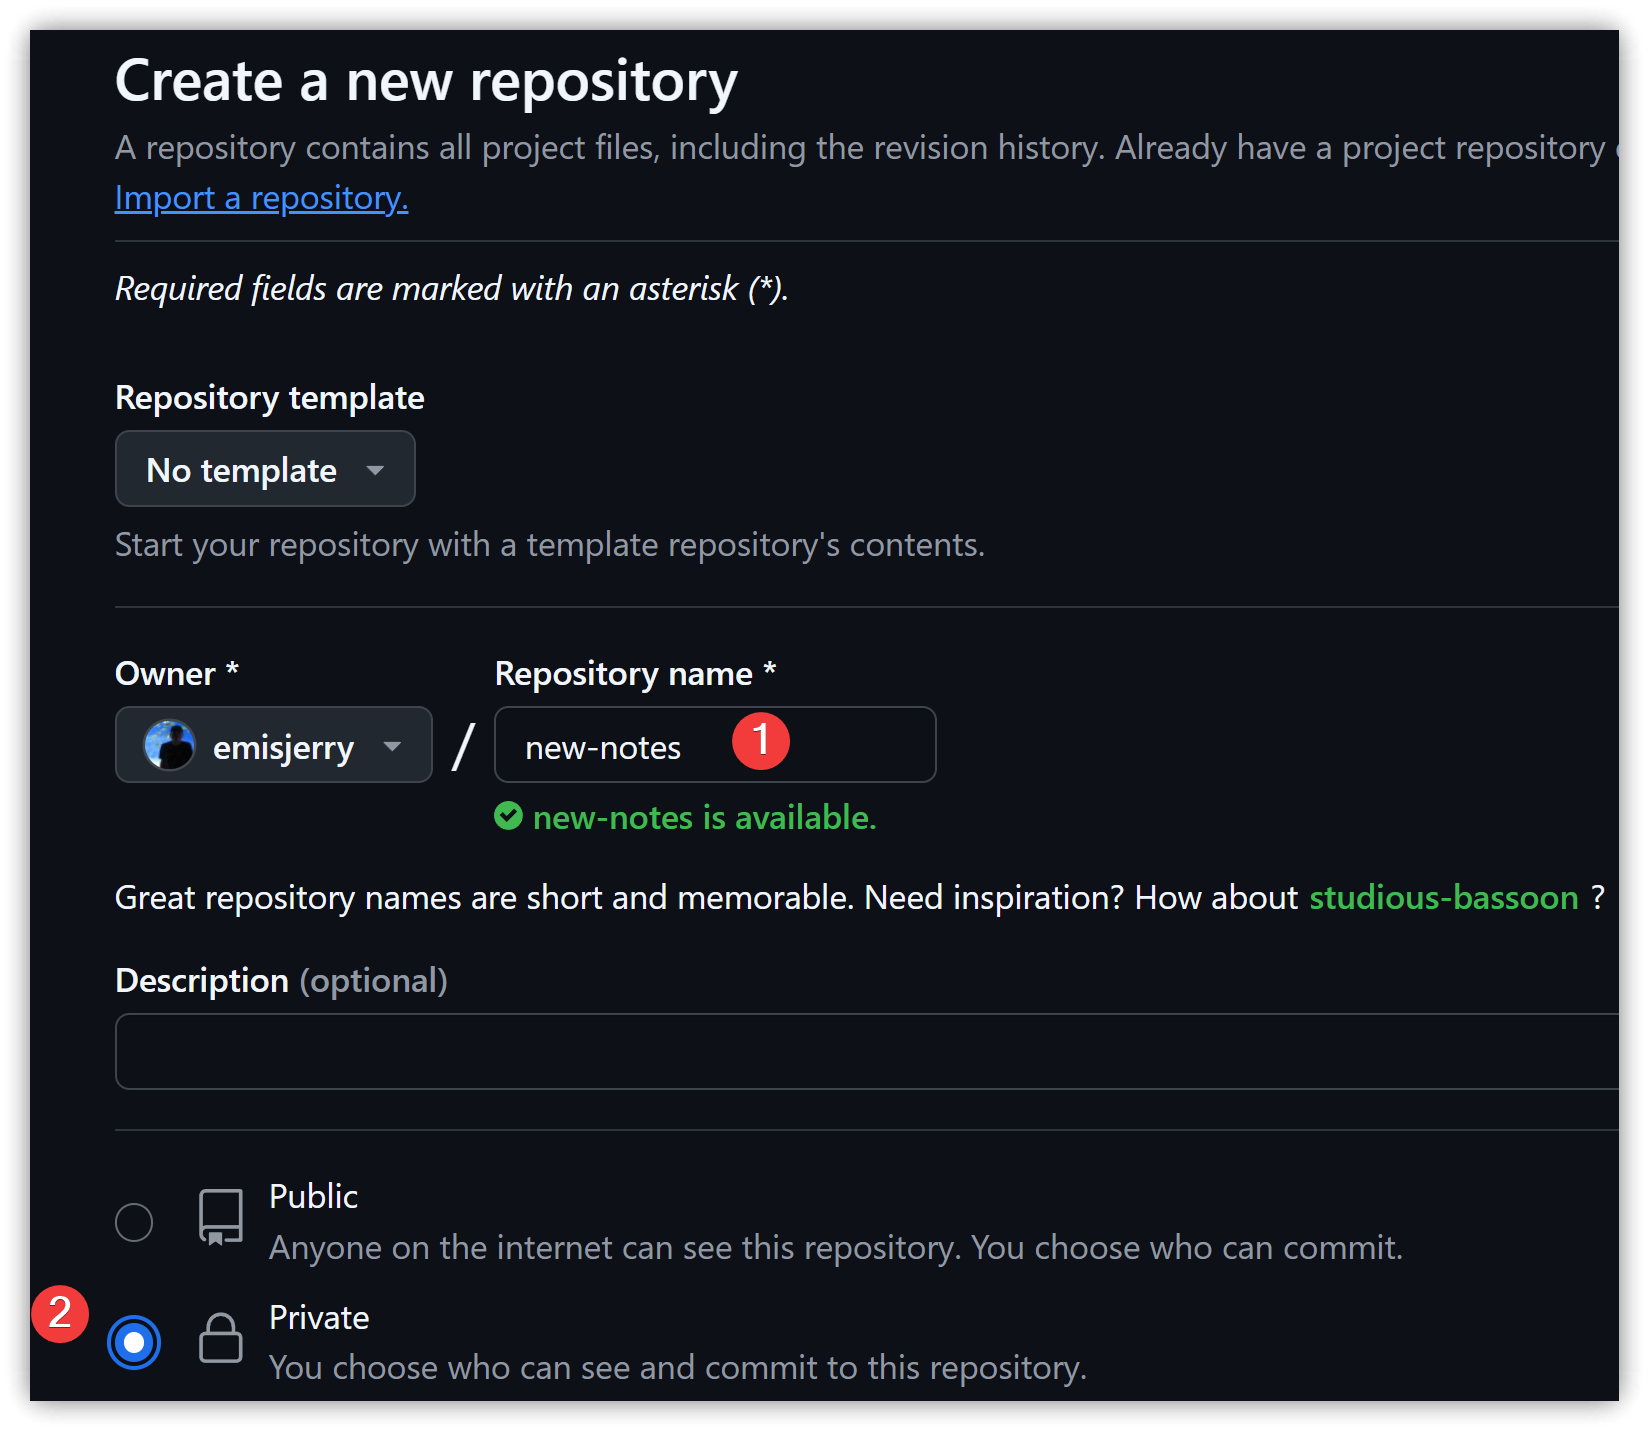 Create a new repository
A repository contains all project files, including the revision history. Already have a project repository
Import a repository.
Required fields are marked with an asterisk (*).
Repository template
No template
Start your repository with a template repository's contents.
Owner * Repository name *
emisjerry / new-notes 1
new-notes is available.
Great repository names are short and memorable. Need inspiration? How about studious-bassoon ?
Description (optional)
Public
Anyone on the internet can see this repository. You choose who can commit.
2 Private
You choose who can see and commit to this repository.